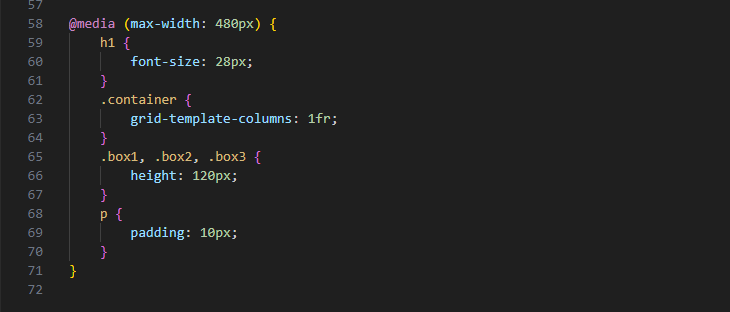 57
58 @media (max-width: 480px) {
59     h1 {
60         font-size: 28px;
61     }
62     .container {
63         grid-template-columns: 1fr;
64     }
65     .box1, .box2, .box3 {
66         height: 120px;
67     }
68     p {
69         padding: 10px;
70     }
71 }
72